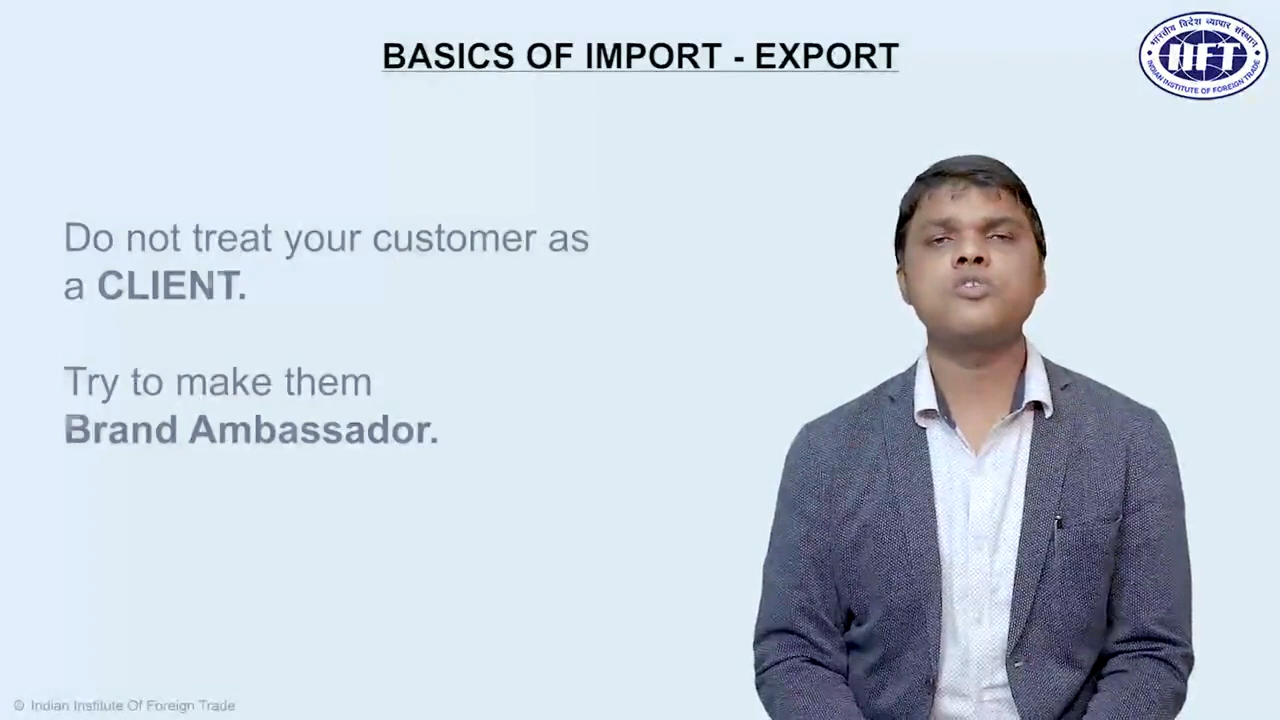 BASICS OF IMPORT - EXPORT
भारतीय विदेश व्यापार संस्थान
IIFT
INDIAN INSTITUTE OF FOREIGN TRADE
Do not treat your customer as
a CLIENT.
Try to make them
Brand Ambassador.
© Indian Institute Of Foreign Trade